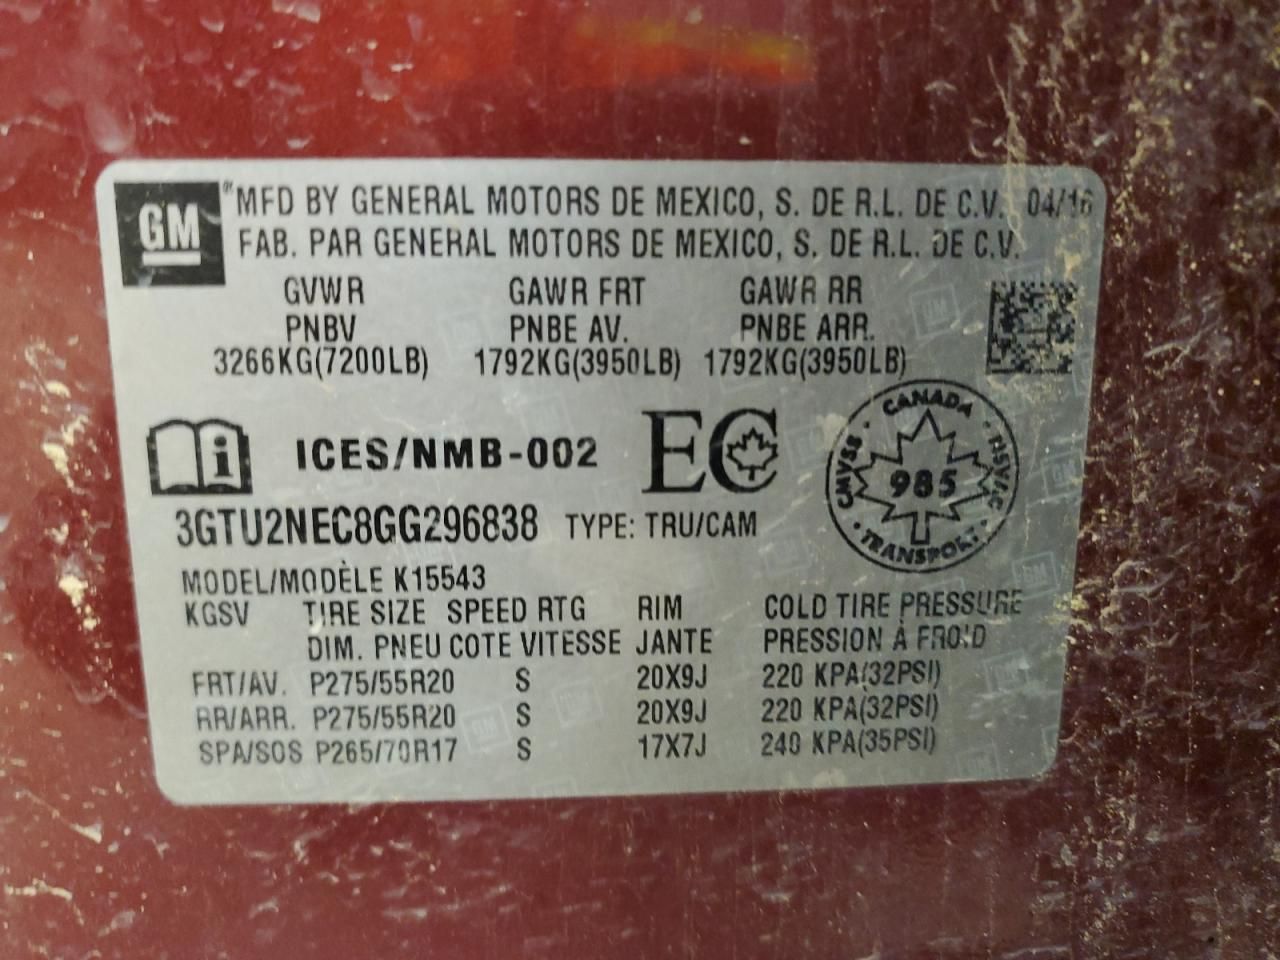 GM
® MFD BY GENERAL MOTORS DE MEXICO, S. DE R.L. DE C.V. 04/16
FAB. PAR GENERAL MOTORS DE MEXICO, S. DE R.L. DE C.V.
GVWR GAWR FRT GAWR RR
PNBV PNBE AV. PNBE ARR.
3266KG(7200LB) 1792KG(3950LB) 1792KG(3950LB)
i ICES/NMB-002 EC
CANADA
CMVSS · 985 · NSVAC
TRANSPORT
3GTU2NEC8GG296838 TYPE: TRU/CAM
MODEL/MODÈLE K15543
KGSV TIRE SIZE SPEED RTG RIM COLD TIRE PRESSURE
DIM. PNEU COTE VITESSE JANTE PRESSION À FROID
FRT/AV. P275/55R20 S 20X9J 220 KPA(32PSI)
RR/ARR. P275/55R20 S 20X9J 220 KPA(32PSI)
SPA/SOS P265/70R17 S 17X7J 240 KPA(35PSI)